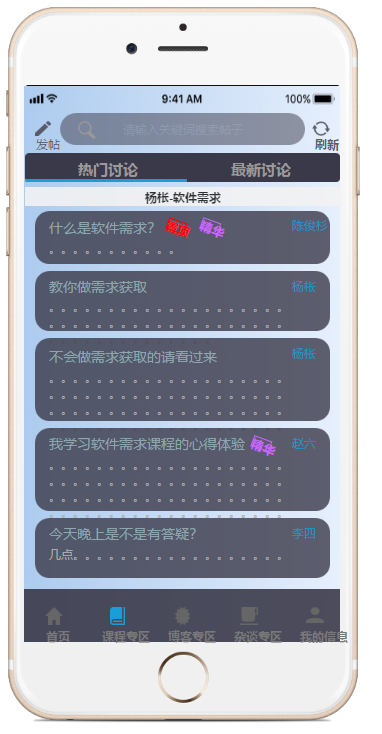 9:41 AM 100%
请输入关键词搜索帖子
发帖 刷新
热门讨论 最新讨论
杨枨-软件需求
什么是软件需求? 置顶 精华 陈俊杉
。。。。。。。。。。。
教你做需求获取 杨枨
。。。。。。。。。。。。。。。。。。。。
。。。。。。。。。。。。。。。。。。。。
不会做需求获取的请看过来 杨枨
。。。。。。。。。。。。。。。。。。。。
。。。。。。。。。。。。。。。。。。。。
。。。。。。。。。。。。。。。。。。。。
我学习软件需求课程的心得体验 精华 赵六
。。。。。。。。。。。。。。。。。。。。
。。。。。。。。。。。。。。。。。。。。
。。。。。。。。。。。。。。。。。。。。
今天晚上是不是有答疑? 李四
几点。。。。。。。。。。。。。。。。。。
首页 课程专区 博客专区 杂谈专区 我的信息